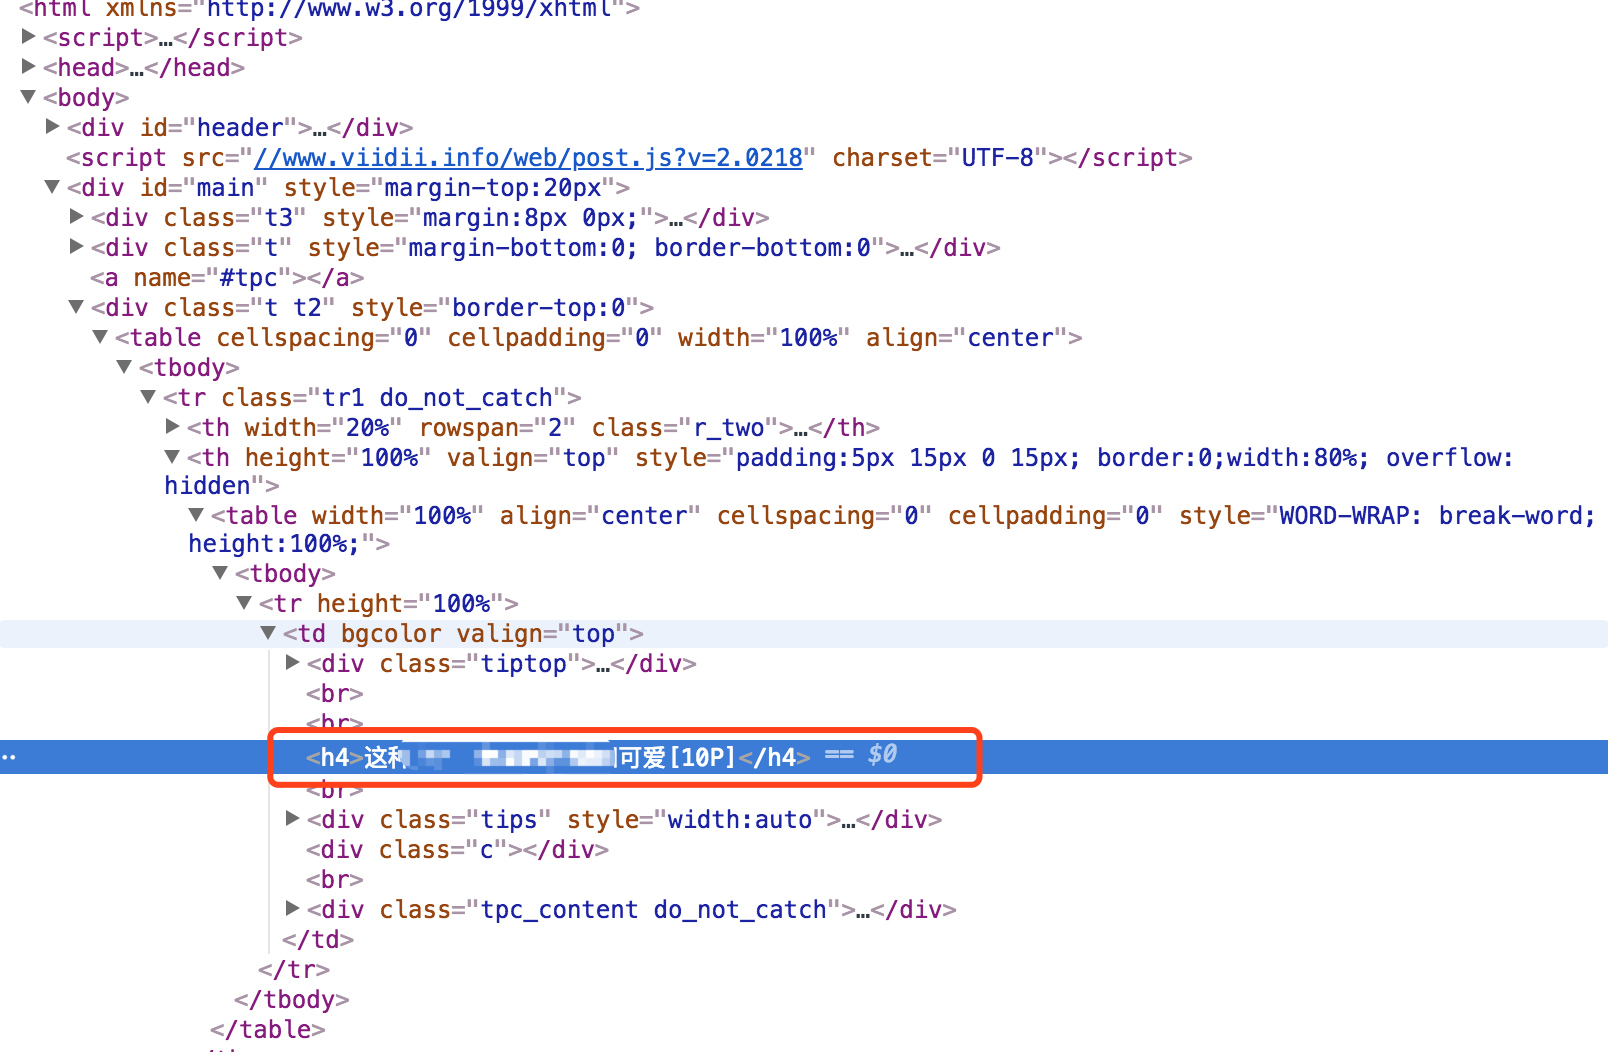 <html xmlns="http://www.w3.org/1999/xhtml">
<script>…</script>
<head>…</head>
<body>
<div id="header">…</div>
<script src="//www.viidii.info/web/post.js?v=2.0218" charset="UTF-8"></script>
<div id="main" style="margin-top:20px">
<div class="t3" style="margin:8px 0px;">…</div>
<div class="t" style="margin-bottom:0; border-bottom:0">…</div>
<a name="#tpc"></a>
<div class="t t2" style="border-top:0">
<table cellspacing="0" cellpadding="0" width="100%" align="center">
<tbody>
<tr class="tr1 do_not_catch">
<th width="20%" rowspan="2" class="r_two">…</th>
<th height="100%" valign="top" style="padding:5px 15px 0 15px; border:0;width:80%; overflow:
hidden">
<table width="100%" align="center" cellspacing="0" cellpadding="0" style="WORD-WRAP: break-word;
height:100%;">
<tbody>
<tr height="100%">
<td bgcolor valign="top">
<div class="tiptop">…</div>
<br>
<br>
<h4>这种 可爱[10P]</h4> == $0
<br>
<div class="tips" style="width:auto">…</div>
<div class="c"></div>
<br>
<div class="tpc_content do_not_catch">…</div>
</td>
</tr>
</tbody>
</table>